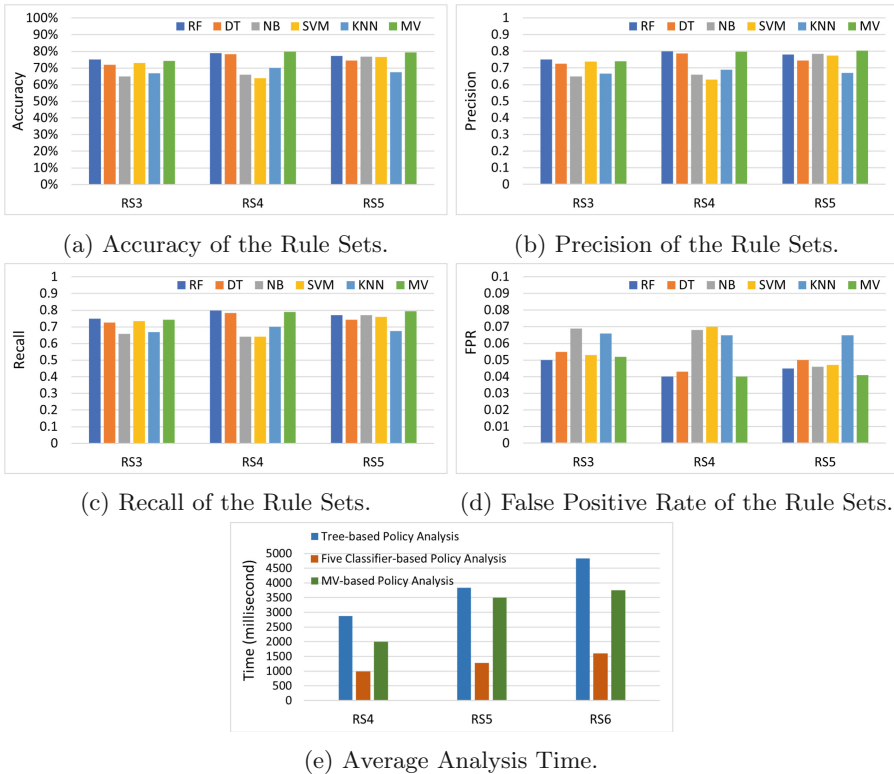 RF DT NB SVM KNN MV
100%
90%
80%
70%
60%
50%
40%
30%
20%
10%
0%
Accuracy
RS3 RS4 RS5
(a) Accuracy of the Rule Sets.
RF DT NB SVM KNN MV
1
0.9
0.8
0.7
0.6
0.5
0.4
0.3
0.2
0.1
0
Precision
RS3 RS4 RS5
(b) Precision of the Rule Sets.
RF DT NB SVM KNN MV
1
0.9
0.8
0.7
0.6
0.5
0.4
0.3
0.2
0.1
0
Recall
RS3 RS4 RS5
(c) Recall of the Rule Sets.
RF DT NB SVM KNN MV
0.1
0.09
0.08
0.07
0.06
0.05
0.04
0.03
0.02
0.01
0
FPR
RS3 RS4 RS5
(d) False Positive Rate of the Rule Sets.
Tree-based Policy Analysis
Five Classifier-based Policy Analysis
MV-based Policy Analysis
5000
4500
4000
3500
3000
2500
2000
1500
1000
500
0
Time (millisecond)
RS4 RS5 RS6
(e) Average Analysis Time.